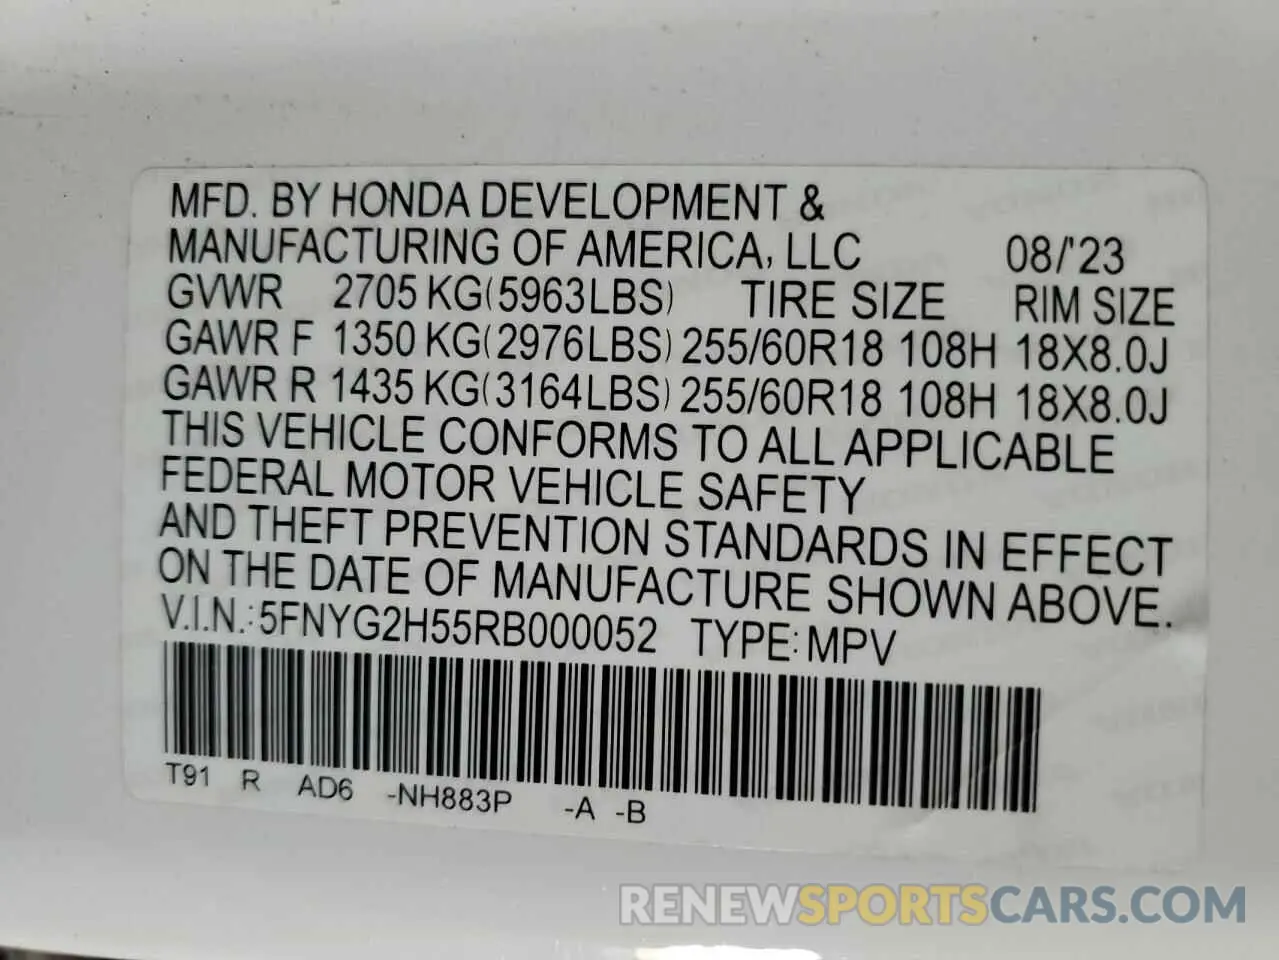 MFD. BY HONDA DEVELOPMENT &
MANUFACTURING OF AMERICA, LLC 08/'23
GVWR 2705 KG(5963LBS) TIRE SIZE RIM SIZE
GAWR F 1350 KG(2976LBS) 255/60R18 108H 18X8.0J
GAWR R 1435 KG(3164LBS) 255/60R18 108H 18X8.0J
THIS VEHICLE CONFORMS TO ALL APPLICABLE
FEDERAL MOTOR VEHICLE SAFETY
AND THEFT PREVENTION STANDARDS IN EFFECT
ON THE DATE OF MANUFACTURE SHOWN ABOVE.
V.I.N.: 5FNYG2H55RB000052 TYPE: MPV
T91 R AD6 -NH883P -A -B
RENEWSPORTSCARS.COM